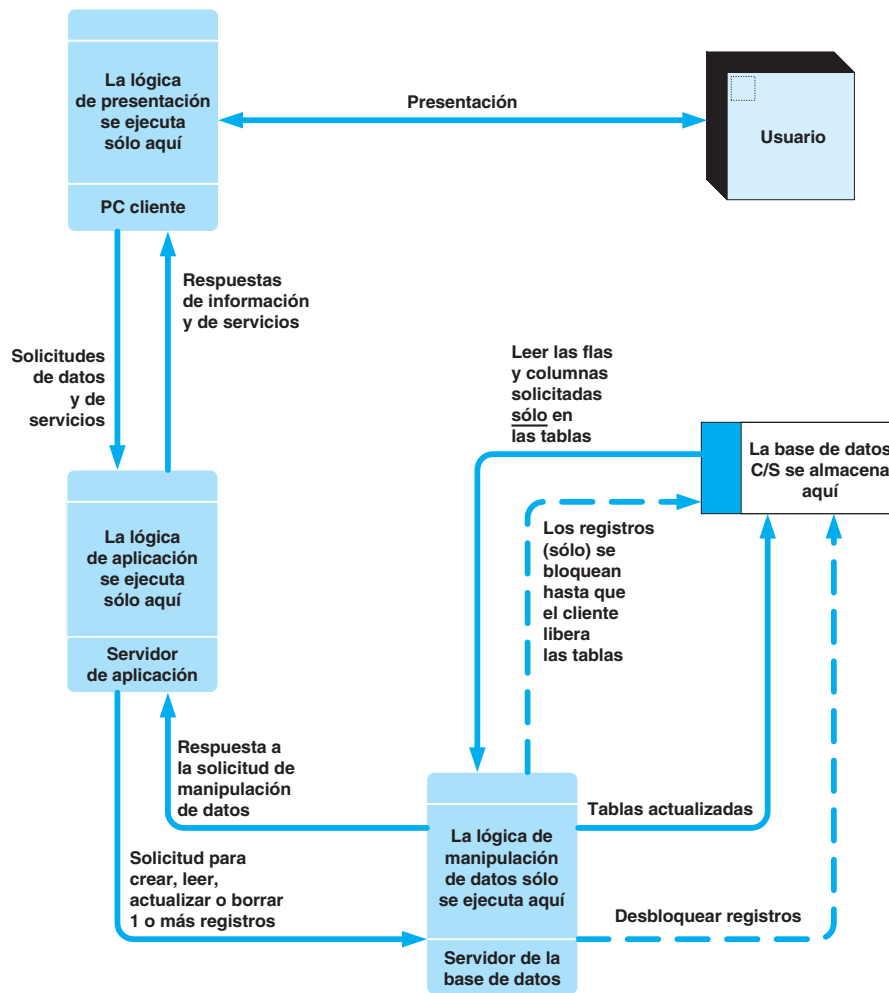 La lógica
de presentación
se ejecuta
sólo aquí
PC cliente
Presentación
Usuario
Respuestas
de información
y de servicios
Solicitudes
de datos
y de
servicios
Leer las flas
y columnas
solicitadas
sólo en
las tablas
La base de datos
C/S se almacena
aquí
La lógica
de aplicación
se ejecuta
sólo aquí
Servidor
de aplicación
Los registros
(sólo) se
bloquean
hasta que
el cliente
libera
las tablas
Respuesta a
la solicitud de
manipulación
de datos
Tablas actualizadas
La lógica de
manipulación
de datos sólo
se ejecuta aquí
Servidor de la
base de datos
Solicitud para
crear, leer,
actualizar o borrar
1 o más registros
Desbloquear registros